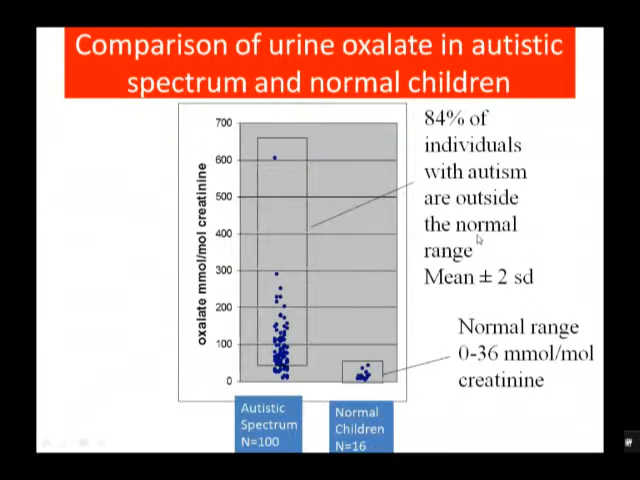 Comparison of urine oxalate in autistic
spectrum and normal children
84% of
individuals
with autism
are outside
the normal
range
Mean ± 2 sd
Normal range
0-36 mmol/mol
creatinine
oxalate mmol/mol creatinine
700
600
500
400
300
200
100
0
Autistic
Spectrum
N=100
Normal
Children
N=16